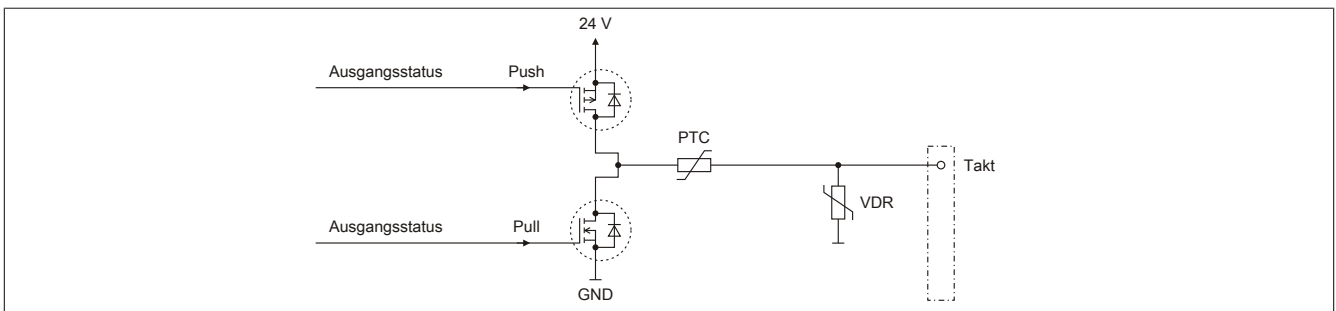 24 V
Ausgangsstatus Push
PTC
Takt
VDR
Ausgangsstatus Pull
GND